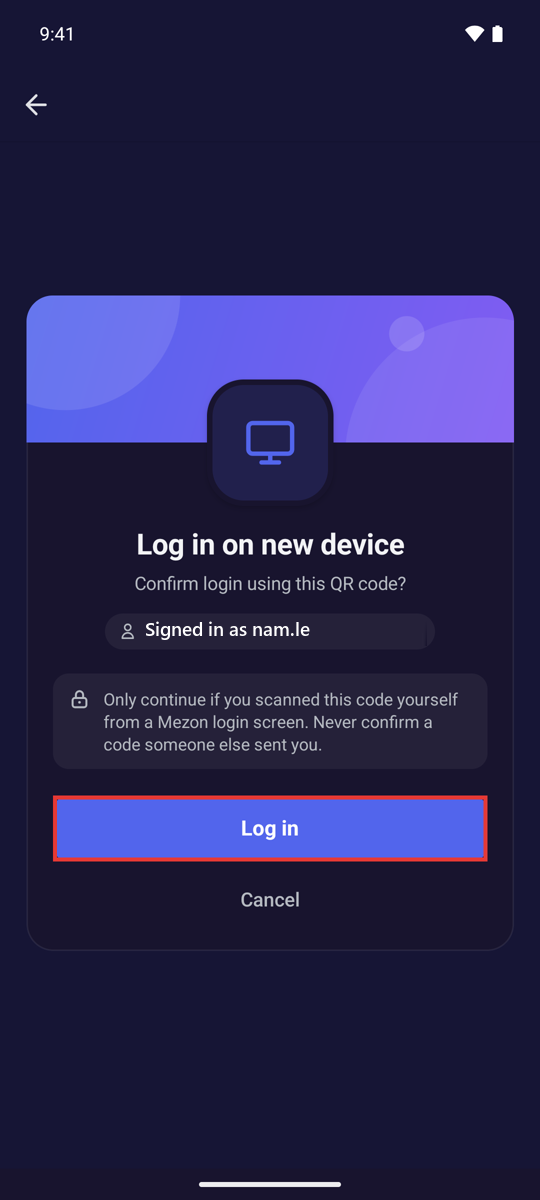 9:41
Log in on new device
Confirm login using this QR code?
Signed in as nam.le
Only continue if you scanned this code yourself
from a Mezon login screen. Never confirm a
code someone else sent you.
Log in
Cancel